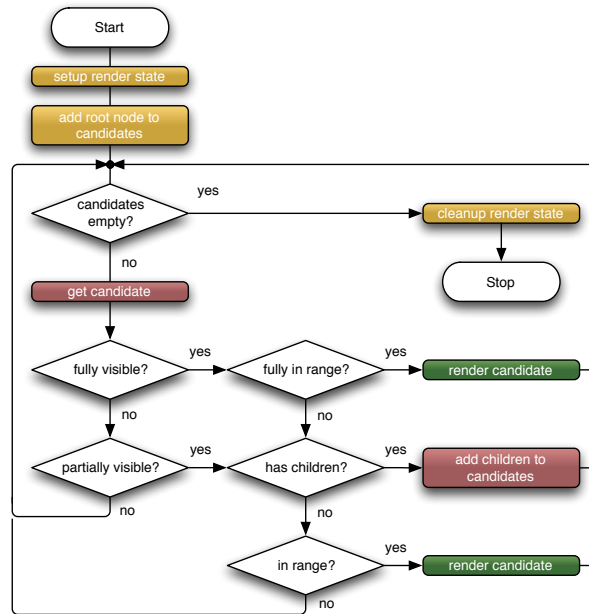 Start
setup render state
add root node to
candidates
candidates
empty?
yes
cleanup render state
no
Stop
get candidate
fully visible?
yes
fully in range?
yes
render candidate
no
no
partially visible?
yes
has children?
yes
add children to
candidates
no
no
in range?
yes
render candidate
no